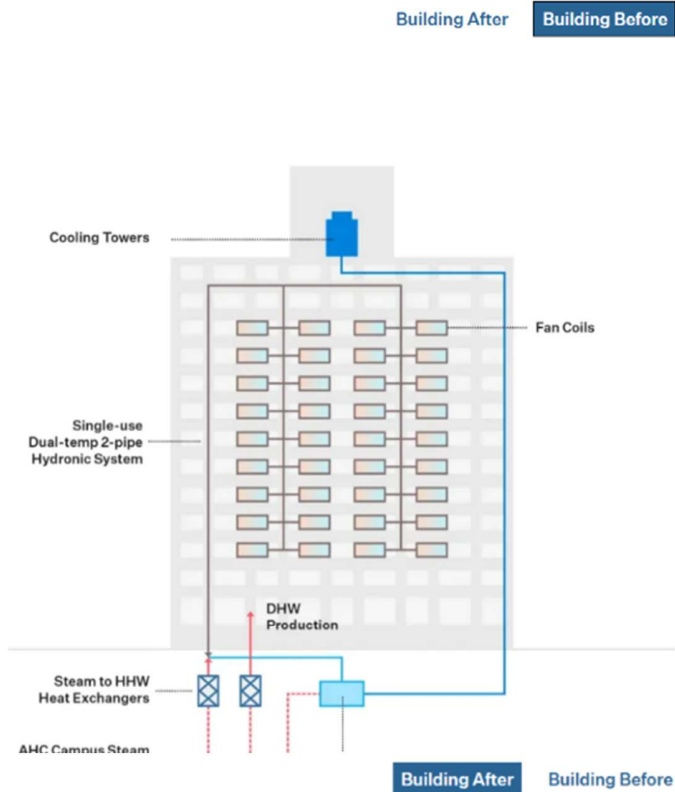 Building After
Building Before
Cooling Towers
Fan Coils
Single-use
Dual-temp 2-pipe
Hydronic System
DHW
Production
Steam to HHW
Heat Exchangers
AHC Campus Steam
Building After
Building Before